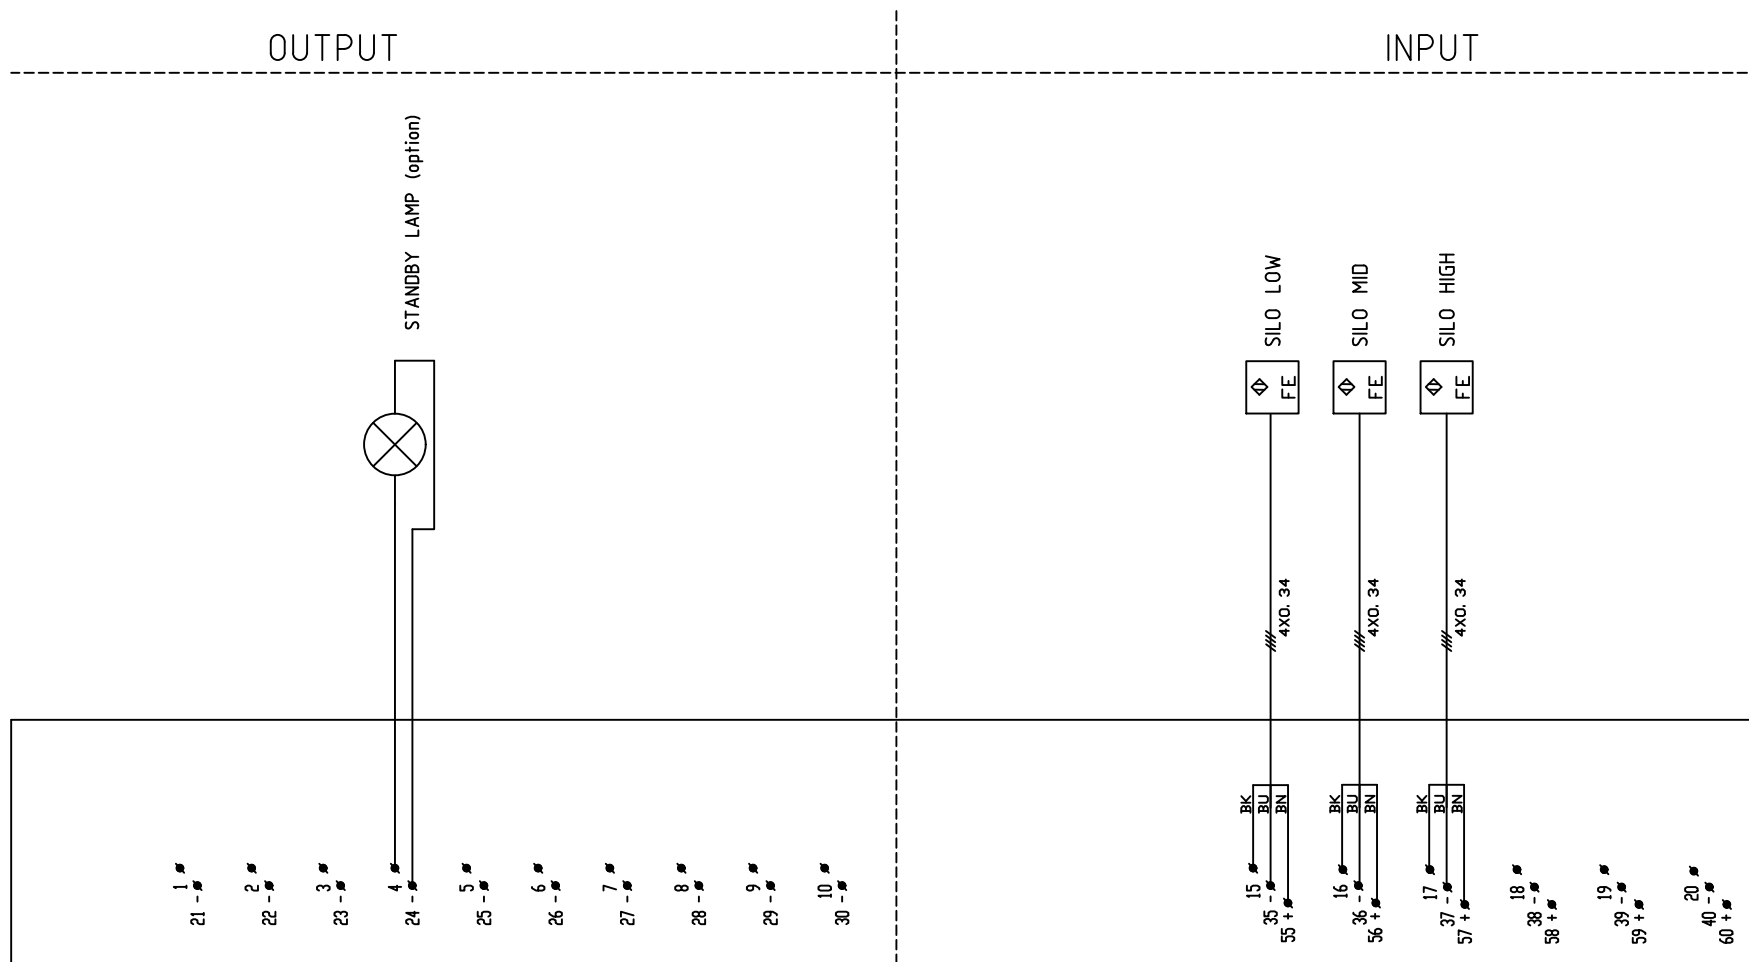 OUTPUT
INPUT
STANDBY LAMP (option)
SILO LOW
SILO MID
SILO HIGH
FE
FE
FE
4X0.34
4X0.34
4X0.34
BK
BU
BN
BK
BU
BN
BK
BU
BN
1
21 -
2
22 -
3
23 -
4
24 -
5
25 -
6
26 -
7
27 -
8
28 -
9
29 -
10
30 -
15
35 -
55 +
16
36 -
56 +
17
37 -
57 +
18
38 -
58 +
19
39 -
59 +
20
40 -
60 +